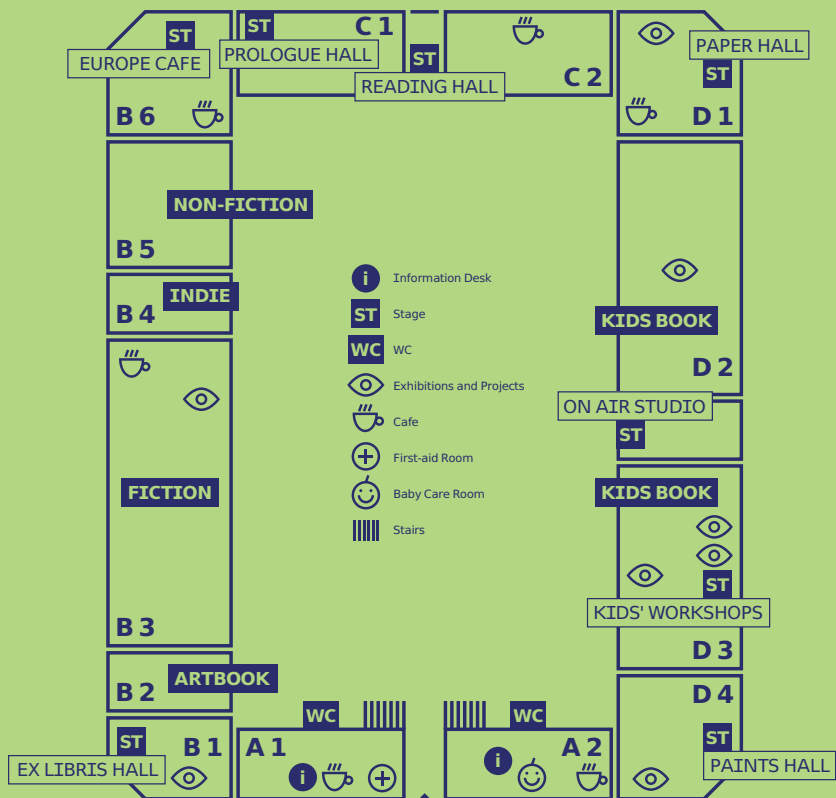 ST
C 1
ST
PAPER HALL
EUROPE CAFE
PROLOGUE HALL
ST
ST
READING HALL
C 2
B 6
D 1
NON-FICTION
B 5
i Information Desk
INDIE
B 4
ST Stage
KIDS BOOK
WC WC
D 2
Exhibitions and Projects
ON AIR STUDIO
Cafe
ST
First-aid Room
FICTION
Baby Care Room
KIDS BOOK
Stairs
ST
KIDS' WORKSHOPS
B 3
D 3
ARTBOOK
B 2
D 4
WC
WC
ST
B 1
A 1
A 2
ST
EX LIBRIS HALL
i
i
PAINTS HALL